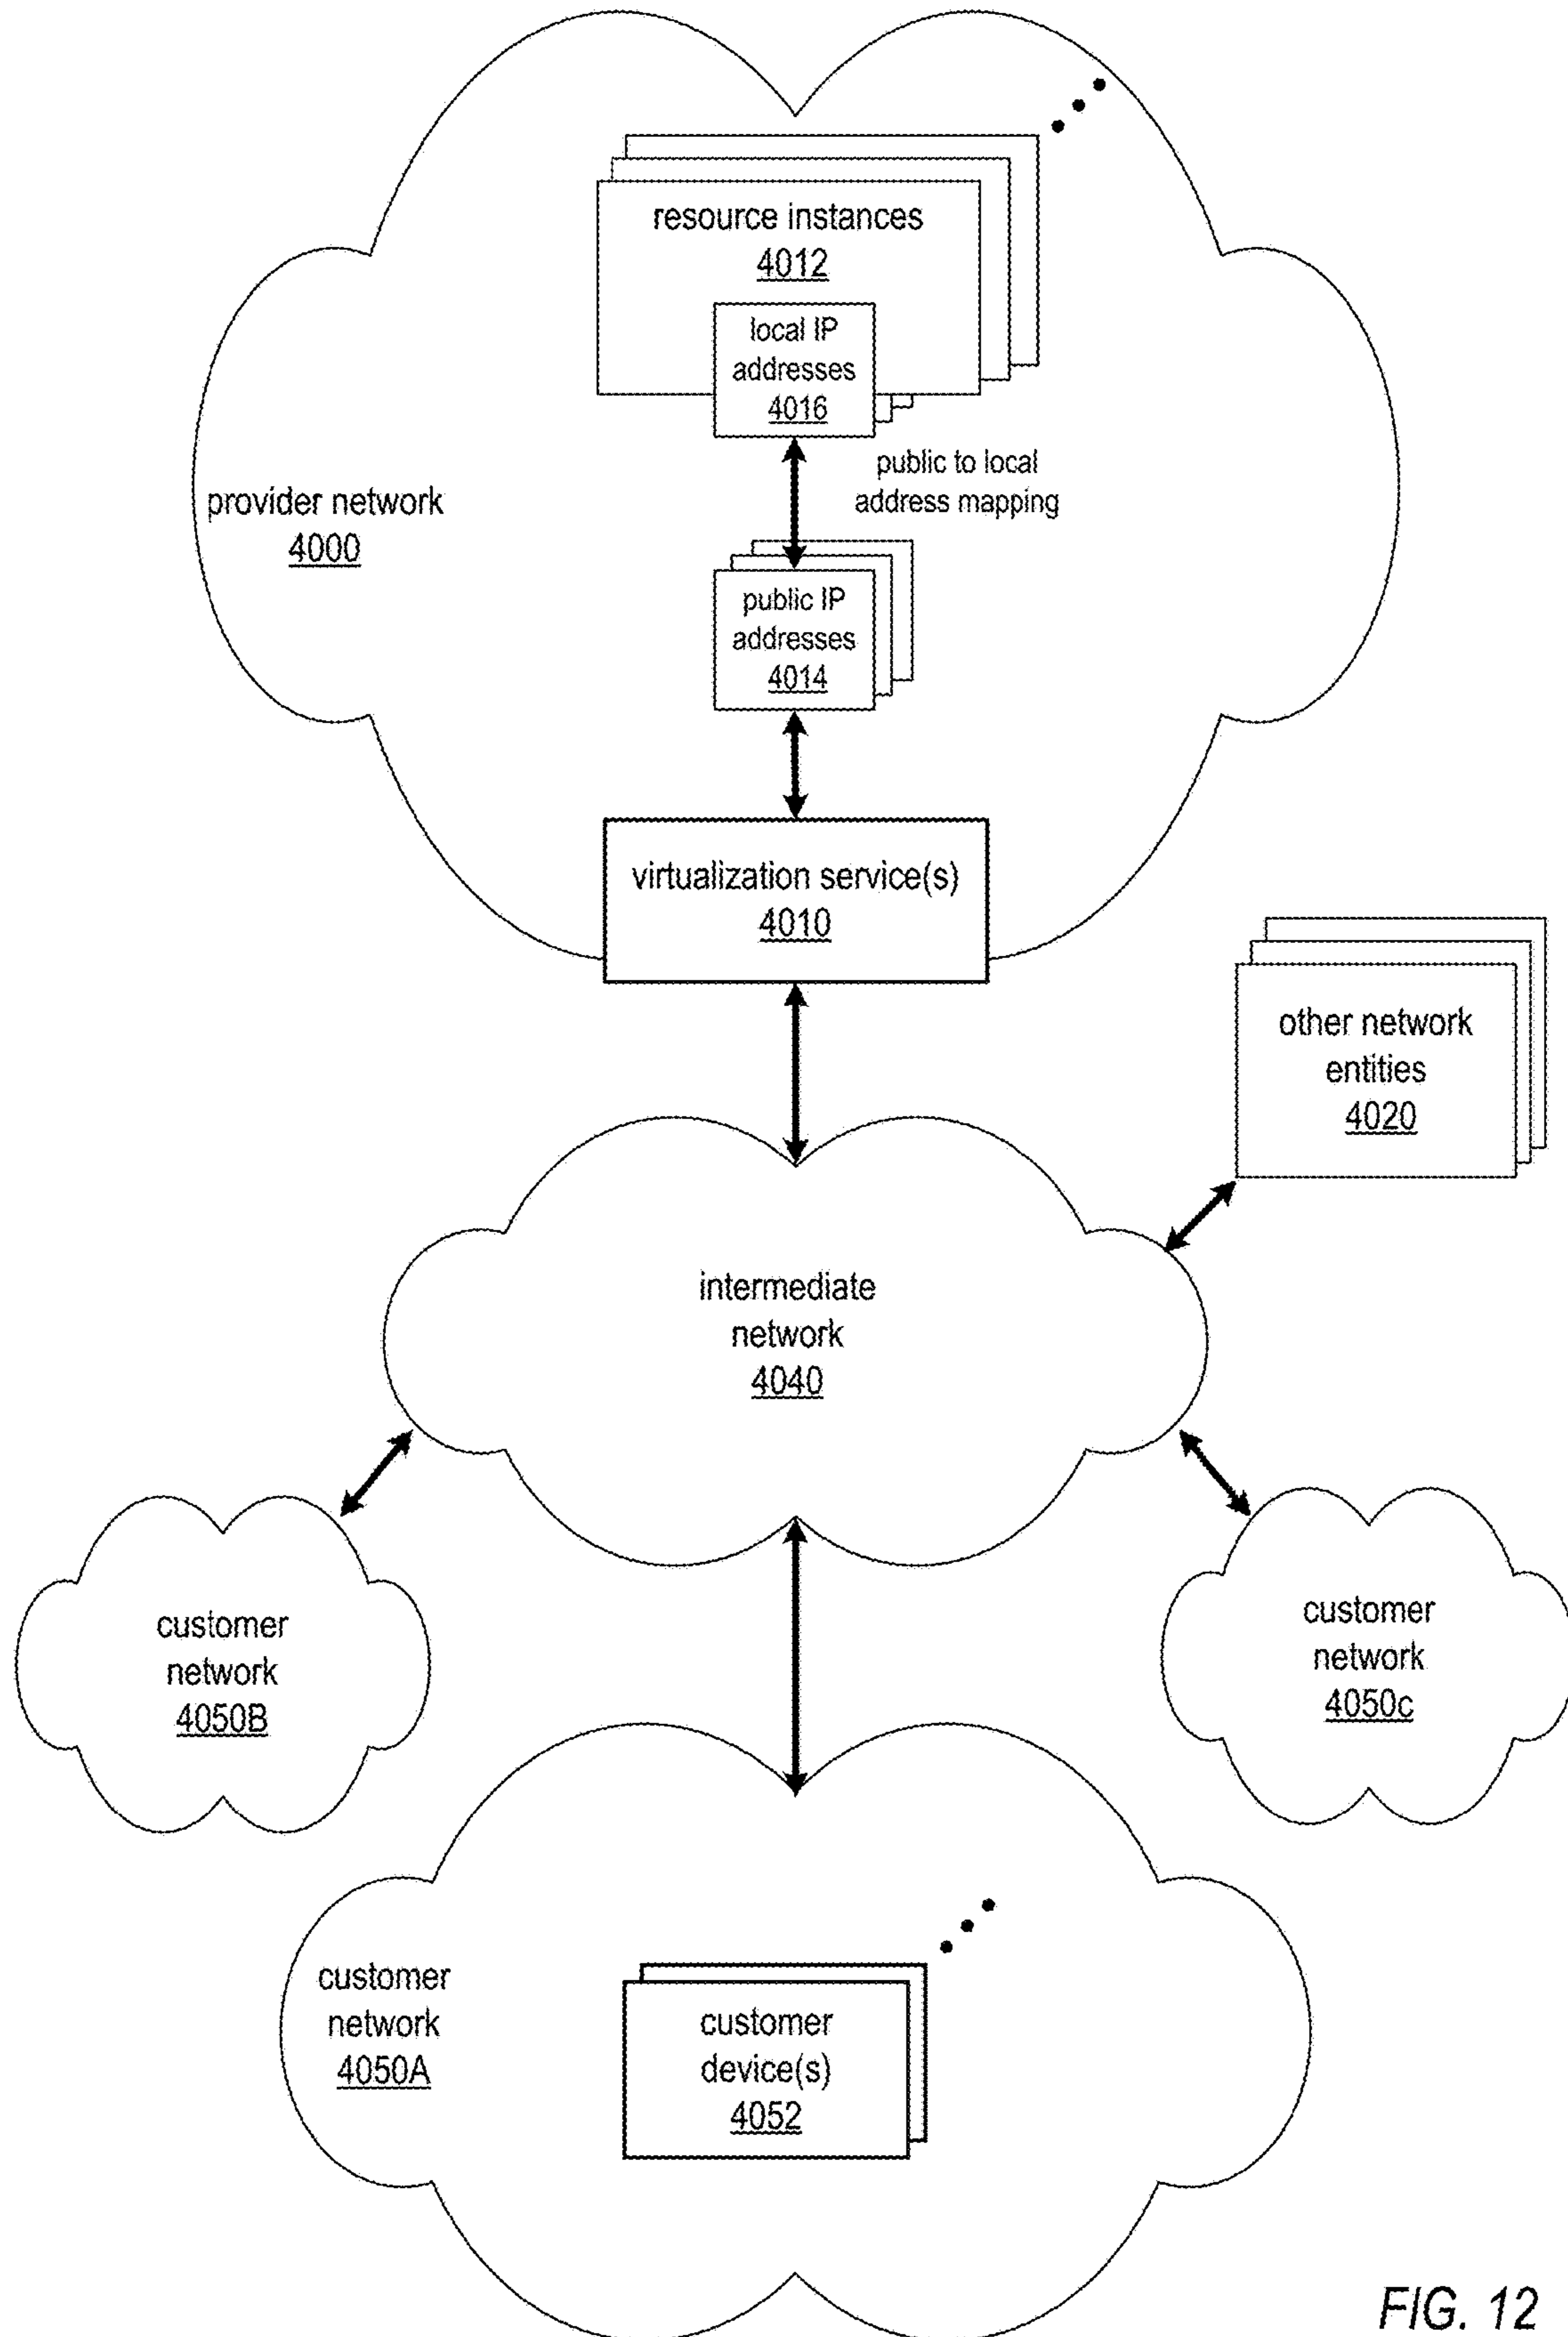 resource instances
4012
local IP
addresses
4016
public to local
address mapping
provider network
4000
public IP
addresses
4014
virtualization service(s)
4010
other network
entities
4020
intermediate
network
4040
customer
network
4050B
customer
network
4050c
customer
network
4050A
customer
device(s)
4052
FIG. 12